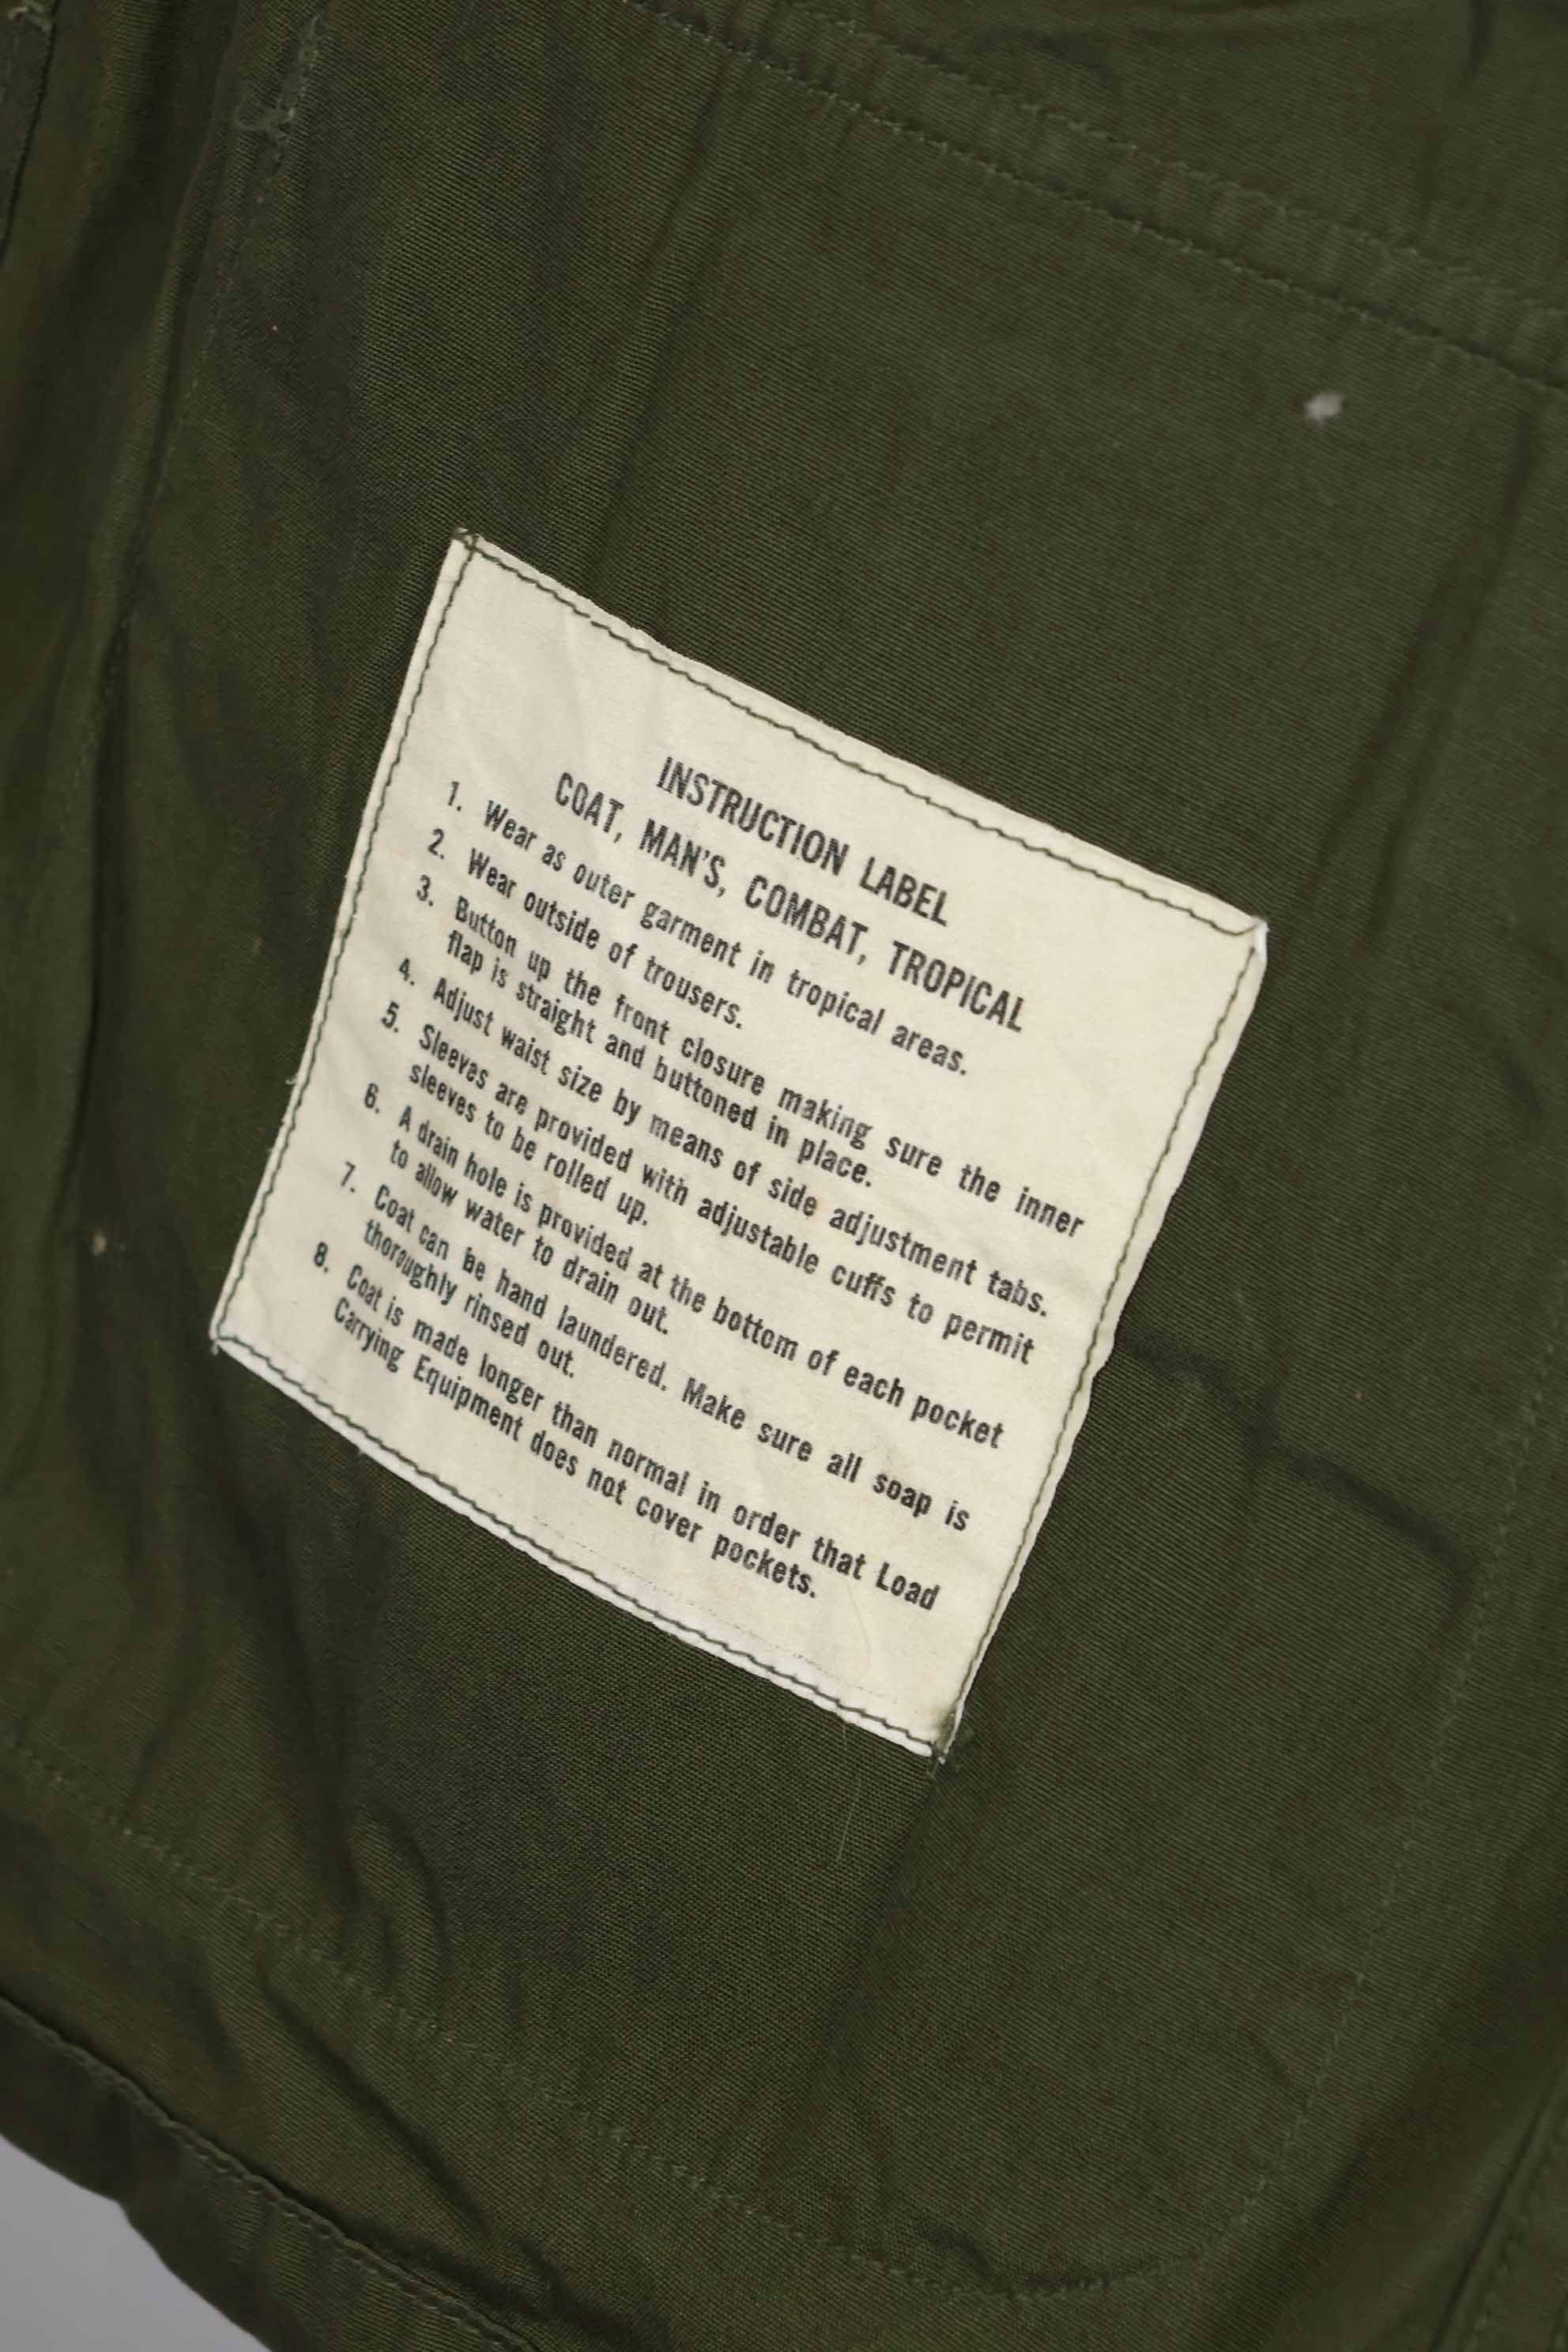 INSTRUCTION LABEL
COAT, MAN'S, COMBAT, TROPICAL
1. Wear as outer garment in tropical areas.
2. Wear outside of trousers.
3. Button up the front closure making sure the inner
flap is straight and buttoned in place.
4. Adjust waist size by means of side adjustment tabs.
5. Sleeves are provided with adjustable cuffs to permit
sleeves to be rolled up.
6. A drain hole is provided at the bottom of each pocket
to allow water to drain out.
7. Coat can be hand laundered. Make sure all soap is
thoroughly rinsed out.
8. Coat is made longer than normal in order that Load
Carrying Equipment does not cover pockets.